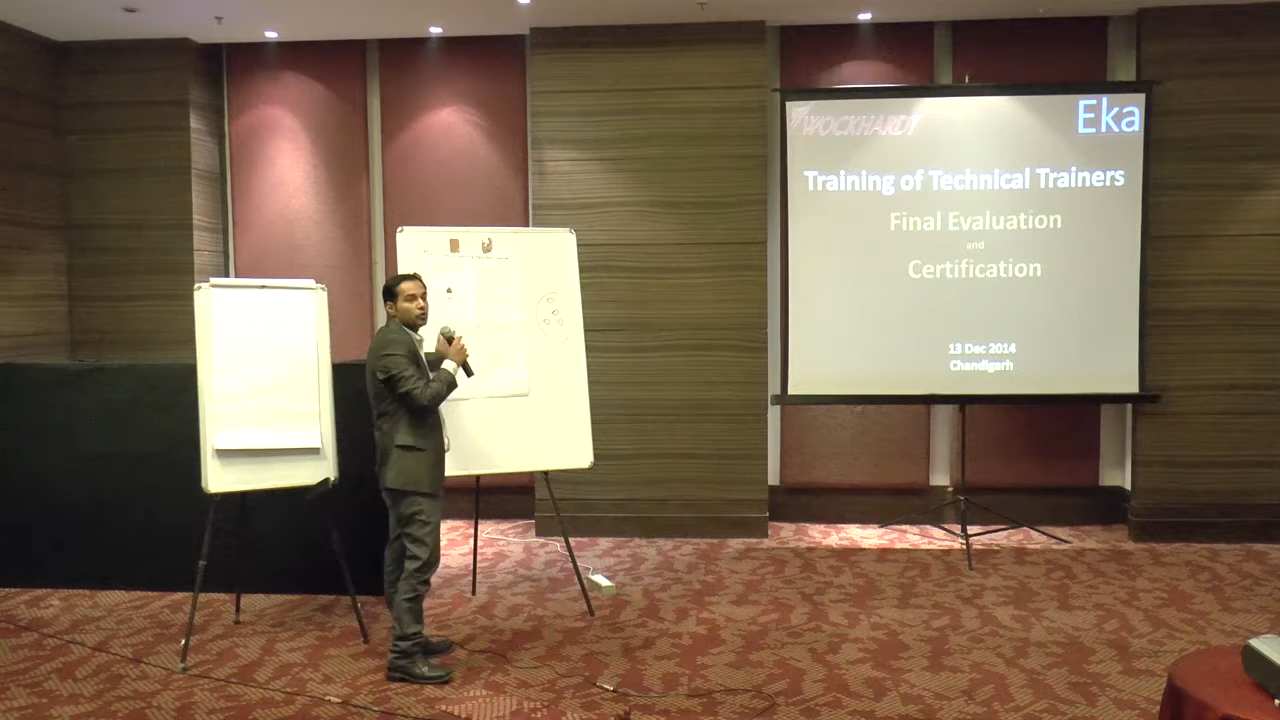 WOCKHARDT
Eka
Training of Technical Trainers
Final Evaluation
and
Certification
13 Dec 2014
Chandigarh